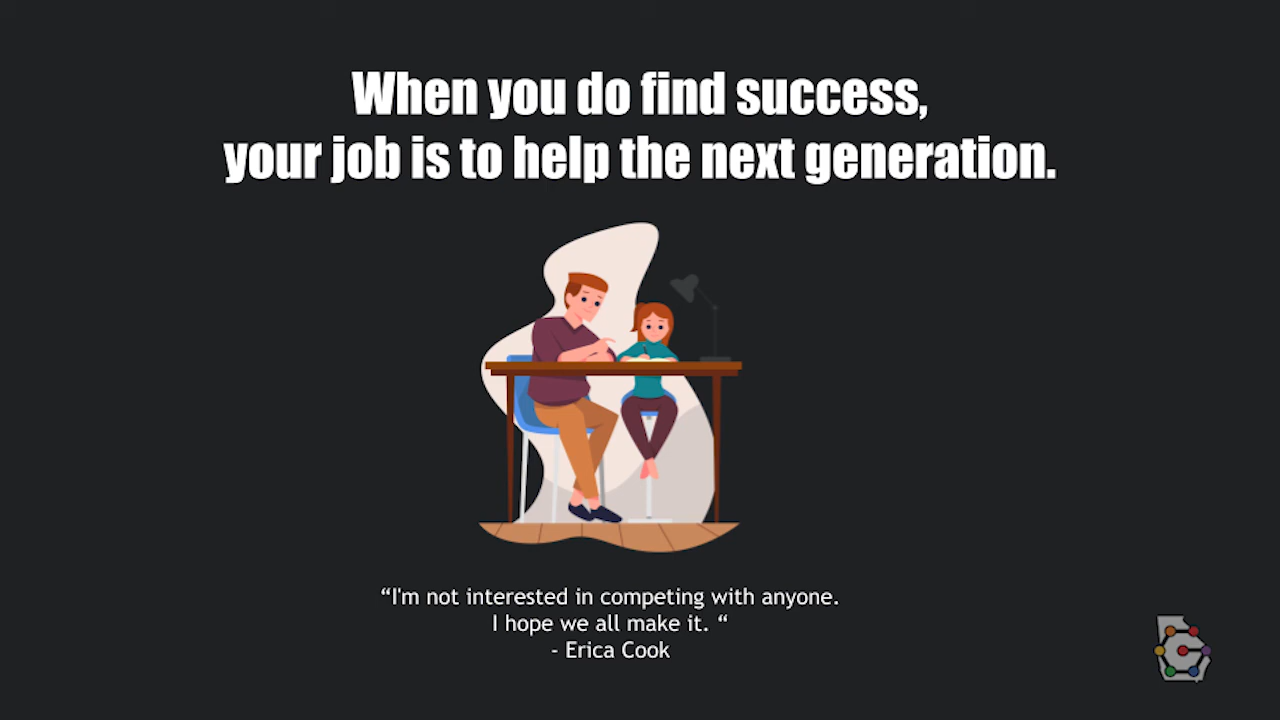 When you do find success,
your job is to help the next generation.
“I'm not interested in competing with anyone.
I hope we all make it. “
- Erica Cook